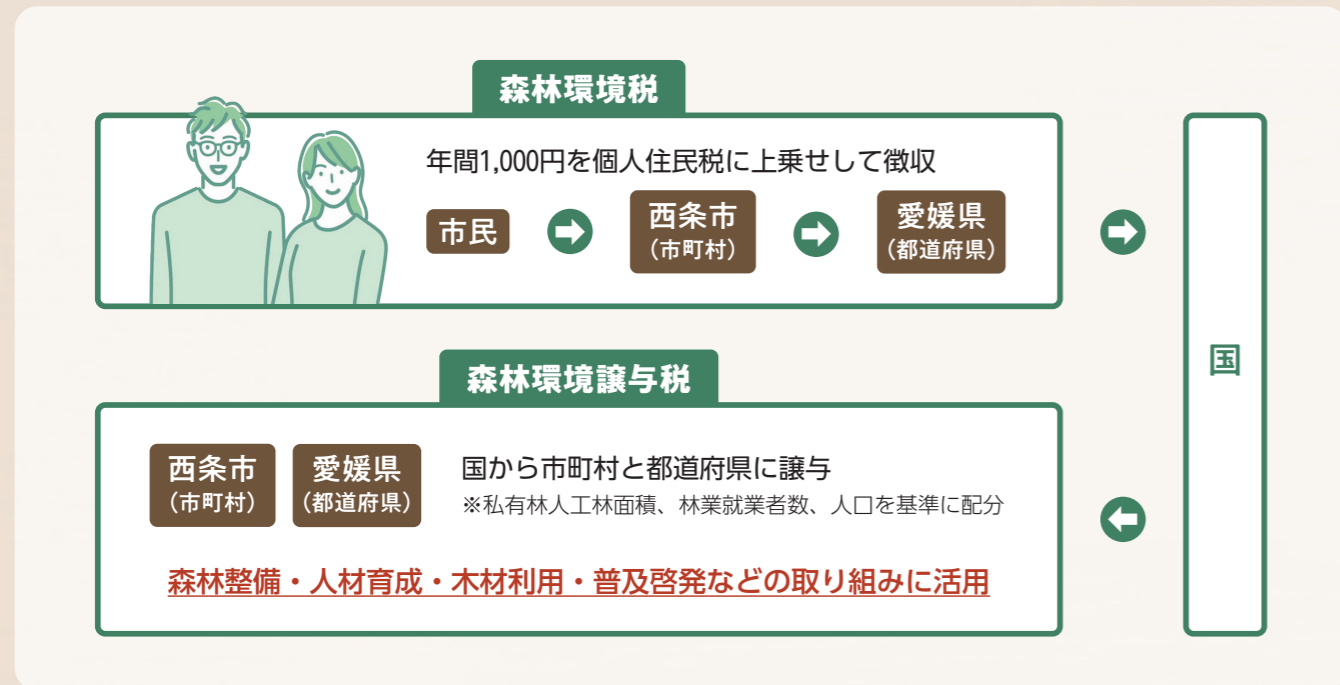 森林環境税
年間1,000円を個人住民税に上乗せして徴収
市民
西条市
(市町村)
愛媛県
(都道府県)
国
森林環境譲与税
西条市
(市町村)
愛媛県
(都道府県)
国から市町村と都道府県に譲与
※私有林人工林面積、林業就業者数、人口を基準に配分
森林整備・人材育成・木材利用・普及啓発などの取り組みに活用